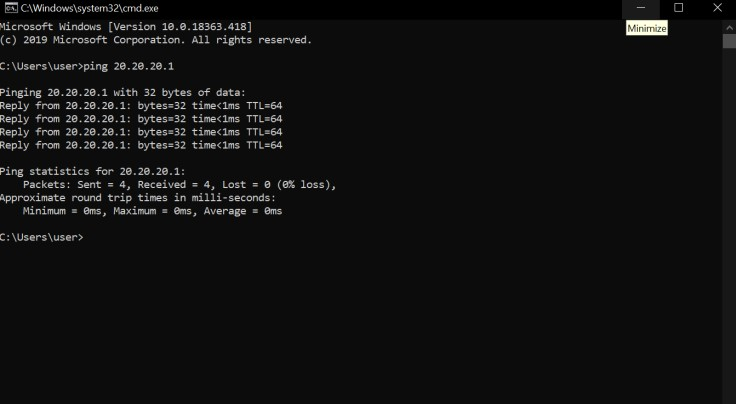 C:\Windows\system32\cmd.exe
Minimize
Microsoft Windows [Version 10.0.18363.418]
(c) 2019 Microsoft Corporation. All rights reserved.
C:\Users\user>ping 20.20.20.1
Pinging 20.20.20.1 with 32 bytes of data:
Reply from 20.20.20.1: bytes=32 time<1ms TTL=64
Reply from 20.20.20.1: bytes=32 time<1ms TTL=64
Reply from 20.20.20.1: bytes=32 time<1ms TTL=64
Reply from 20.20.20.1: bytes=32 time<1ms TTL=64
Ping statistics for 20.20.20.1:
    Packets: Sent = 4, Received = 4, Lost = 0 (0% loss),
Approximate round trip times in milli-seconds:
    Minimum = 0ms, Maximum = 0ms, Average = 0ms
C:\Users\user>